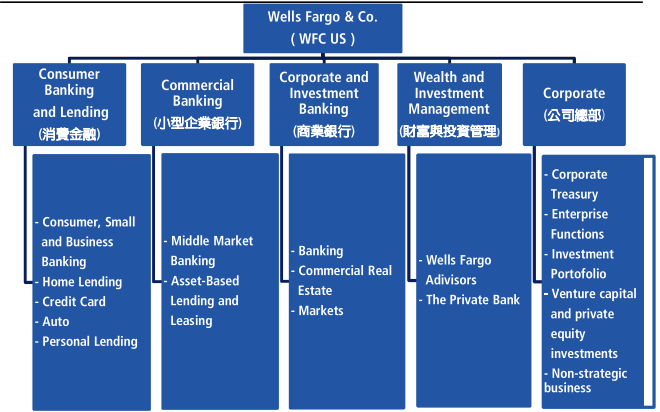 Wells Fargo & Co.
( WFC US )
Consumer
Banking
and Lending
(消費金融)
Commercial
Banking
(小型企業銀行)
Corporate and
Investment
Banking
(商業銀行)
Wealth and
Investment
Management
(財富與投資管理)
Corporate
(公司總部)
- Consumer, Small
and Business
Banking
- Home Lending
- Credit Card
- Auto
- Personal Lending
- Middle Market
Banking
- Asset-Based
Lending and
Leasing
- Banking
- Commercial Real
Estate
- Markets
- Wells Fargo
Adivisors
- The Private Bank
- Corporate
Treasury
- Enterprise
Functions
- Investment
Portofolio
- Venture capital
and private
equity
investments
- Non-strategic
business